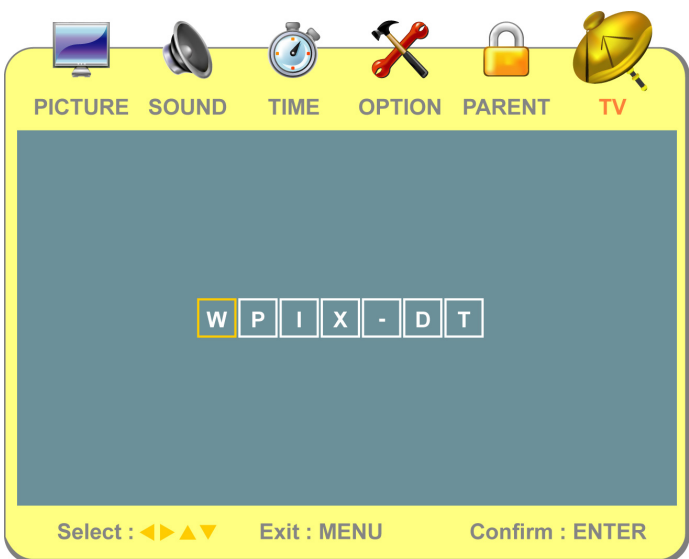 PICTURE SOUND TIME OPTION PARENT TV
WPIX-DT
Select : ◀▶▲▼ Exit : MENU Confirm : ENTER